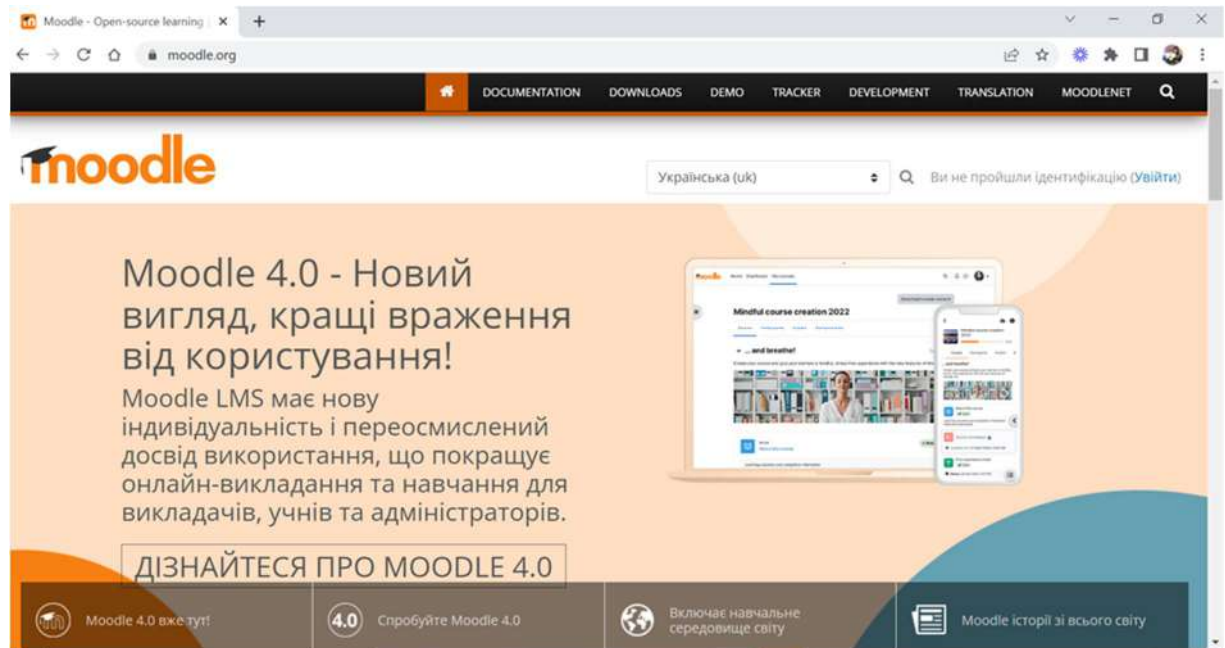 Moodle - Open-source learning
moodle.org
DOCUMENTATION DOWNLOADS DEMO TRACKER DEVELOPMENT TRANSLATION MOODLENET
moodle
Українська (uk)
Ви не пройшли ідентифікацію (Увійти)
Moodle 4.0 - Новий
вигляд, кращі враження
від користування!
Moodle LMS має нову
індивідуальність і переосмислений
досвід використання, що покращує
онлайн-викладання та навчання для
викладачів, учнів та адміністраторів.
ДІЗНАЙТЕСЯ ПРО MOODLE 4.0
moodle
Mindful course creation 2022
... and breathe!
Moodle 4.0 вже тут!
4.0
Спробуйте Moodle 4.0
Включає навчальне
середовище світу
Moodle історії зі всього світу